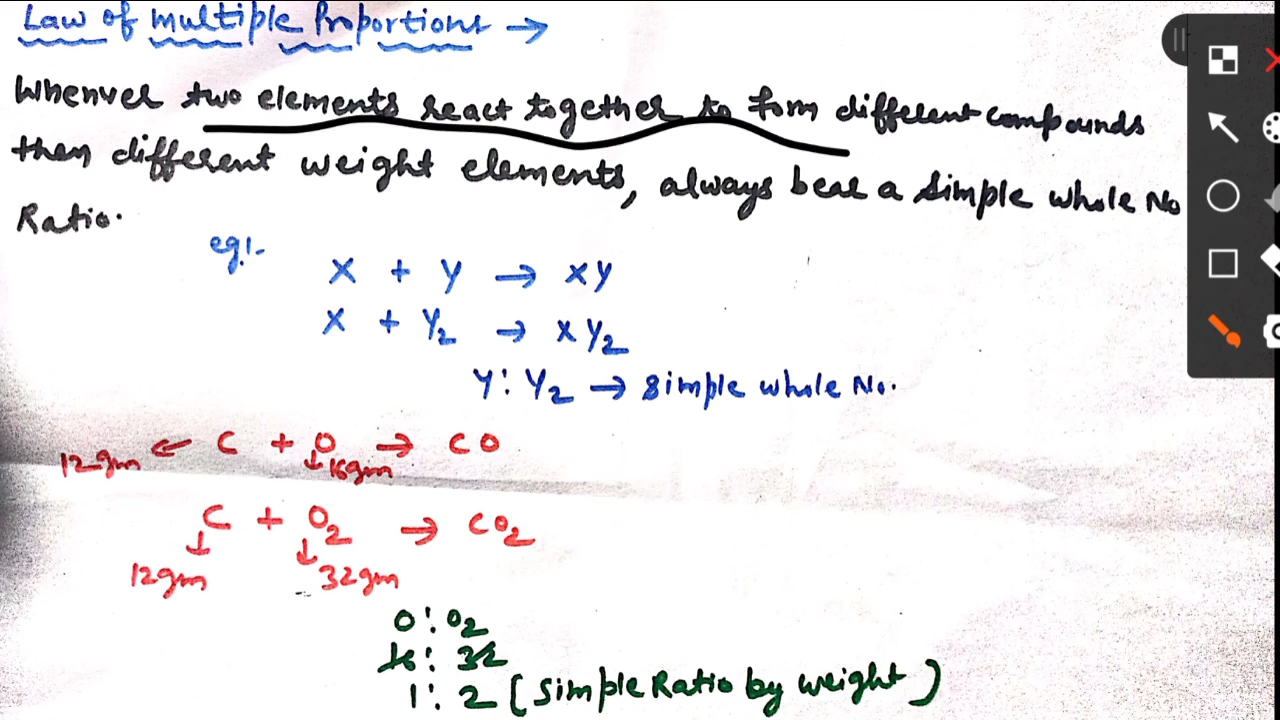 Law of multiple Proportions →
Whenver two elements react together to form different compounds
then different weight elements, always bear a simple whole No
Ratio.
eg!-
X + Y → XY
X + Y₂ → XY₂
Y : Y₂ → simple whole No.
12gm ← C + O → CO
↓ 16gm
C + O₂ → CO₂
↓ ↓
12gm 32gm
O : O₂
16 : 32
1 : 2 (Simple Ratio by weight)